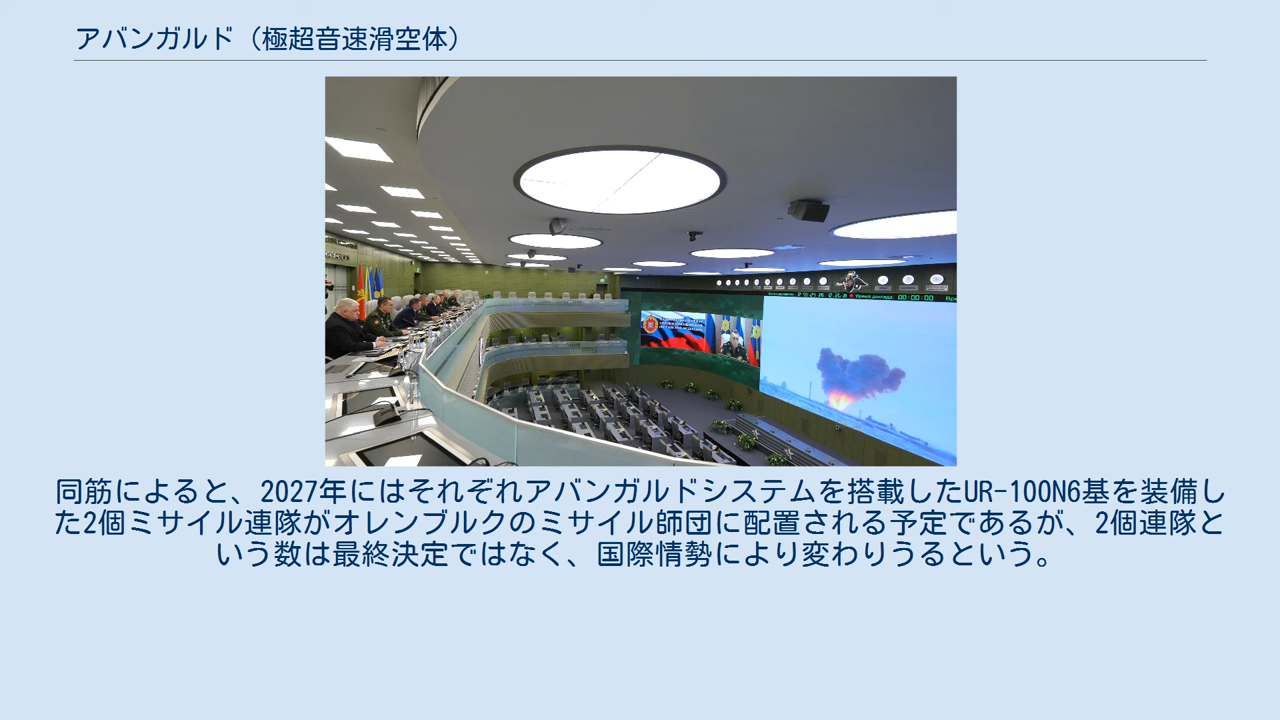 アバンガルド（極超音速滑空体）
同筋によると、2027年にはそれぞれアバンガルドシステムを搭載したUR-100N6基を装備し
た2個ミサイル連隊がオレンブルクのミサイル師団に配置される予定であるが、2個連隊と
いう数は最終決定ではなく、国際情勢により変わりうるという。